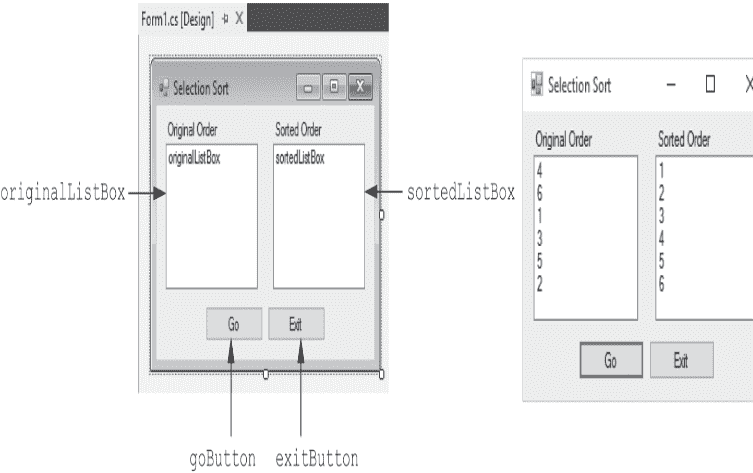 Form1.cs [Design]
Selection Sort
Original Order
Sorted Order
originalListBox
sortedListBox
originalListBox
sortedListBox
Go
Exit
goButton
exitButton
Selection Sort
Original Order
Sorted Order
4
6
1
3
5
2
1
2
3
4
5
6
Go
Exit